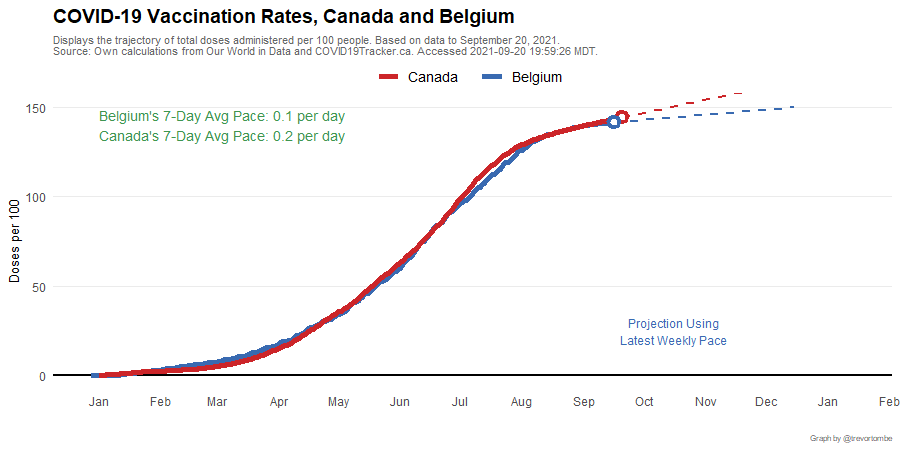 COVID-19 Vaccination Rates, Canada and Belgium
Displays the trajectory of total doses administered per 100 people. Based on data to September 20, 2021.
Source: Own calculations from Our World in Data and COVID19Tracker.ca. Accessed 2021-09-20 19:59:26 MDT.
Canada Belgium
Belgium's 7-Day Avg Pace: 0.1 per day
Canada's 7-Day Avg Pace: 0.2 per day
Doses per 100
150
100
50
0
Projection Using
Latest Weekly Pace
Jan Feb Mar Apr May Jun Jul Aug Sep Oct Nov Dec Jan Feb
Graph by @trevortombe